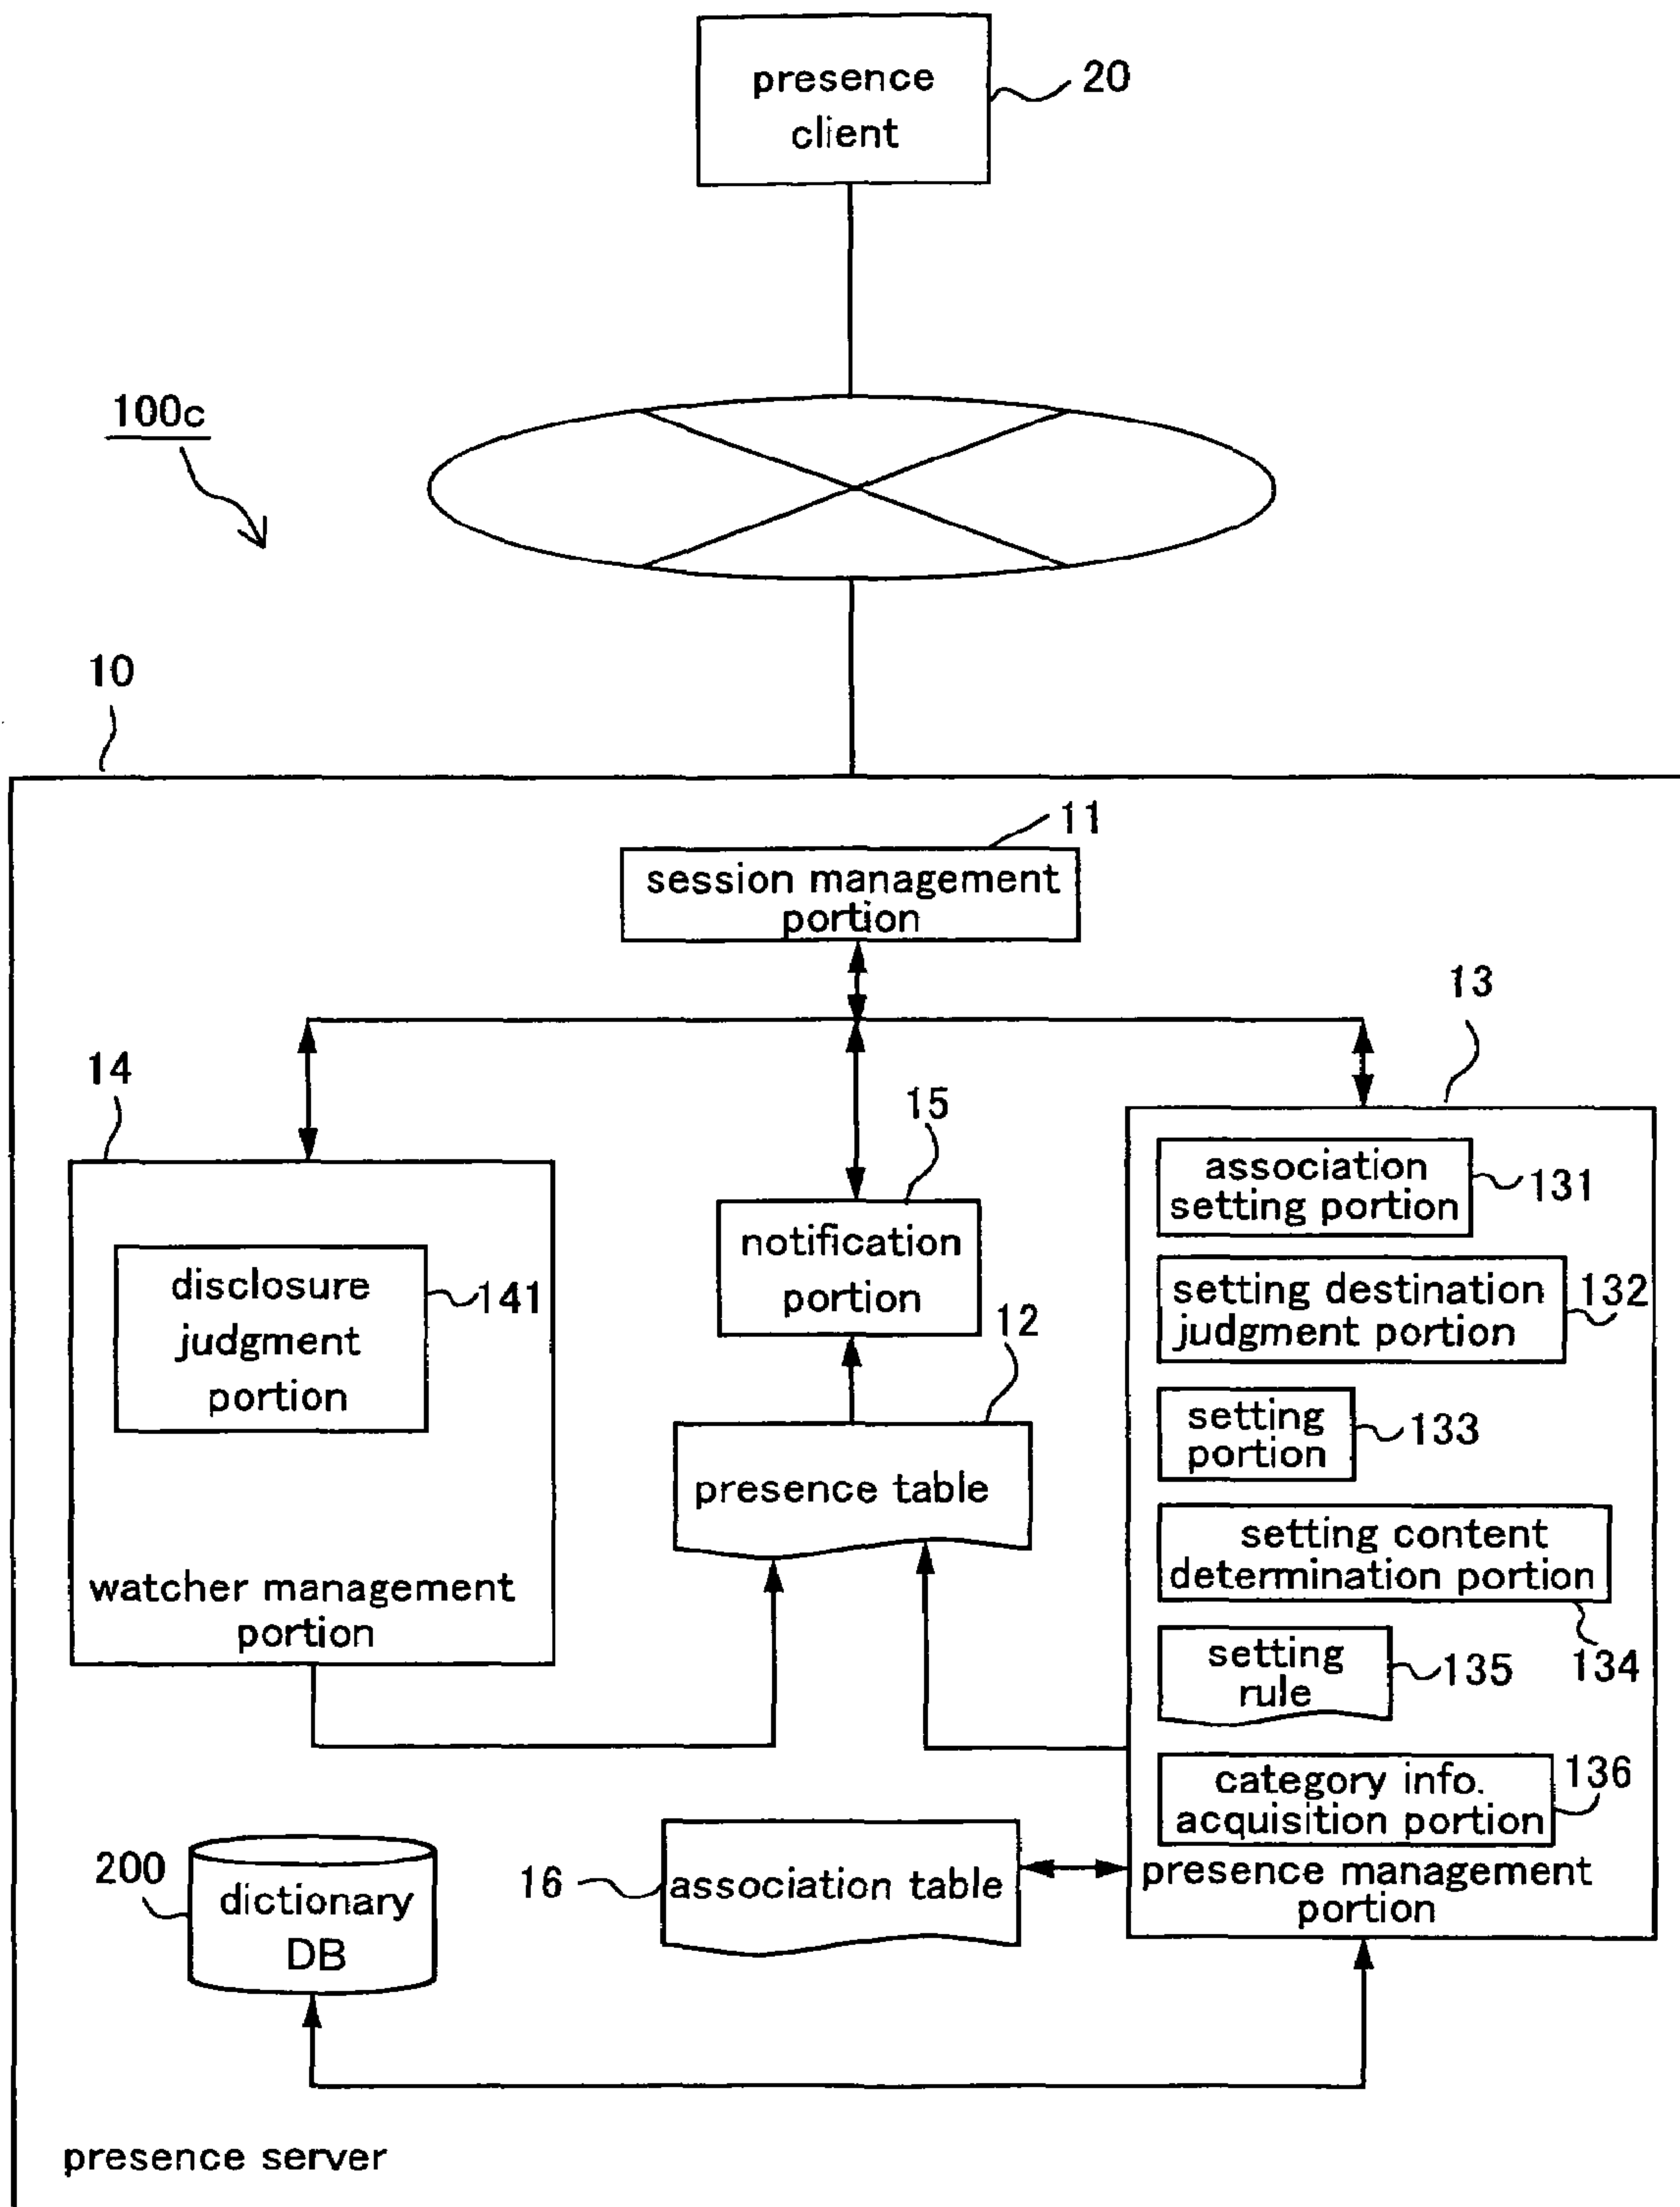 presence
client
20
100c
10
11
session management
portion
13
14
15
association
setting portion
131
notification
portion
disclosure
judgment
portion
141
setting destination
judgment portion
132
12
setting
portion
133
presence table
setting content
determination portion
134
watcher management
portion
setting
rule
135
category info.
acquisition portion
136
presence management
portion
16
association table
200
dictionary
DB
presence server